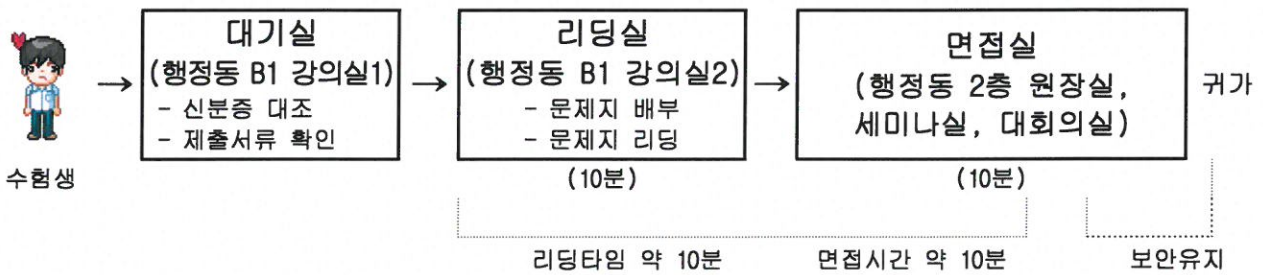 수험생
→
대기실
(행정동 B1 강의실1)
- 신분증 대조
- 제출서류 확인
→
리딩실
(행정동 B1 강의실2)
- 문제지 배부
- 문제지 리딩
(10분)
→
면접실
(행정동 2층 원장실,
세미나실, 대회의실)
(10분)
귀가
리딩타임 약 10분
면접시간 약 10분
보안유지